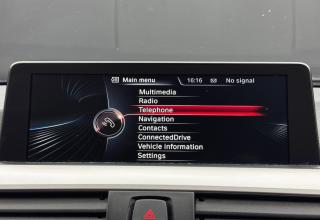 Main menu 16:16 No signal
Multimedia
Radio
Telephone
Navigation
Contacts
ConnectedDrive
Vehicle information
Settings